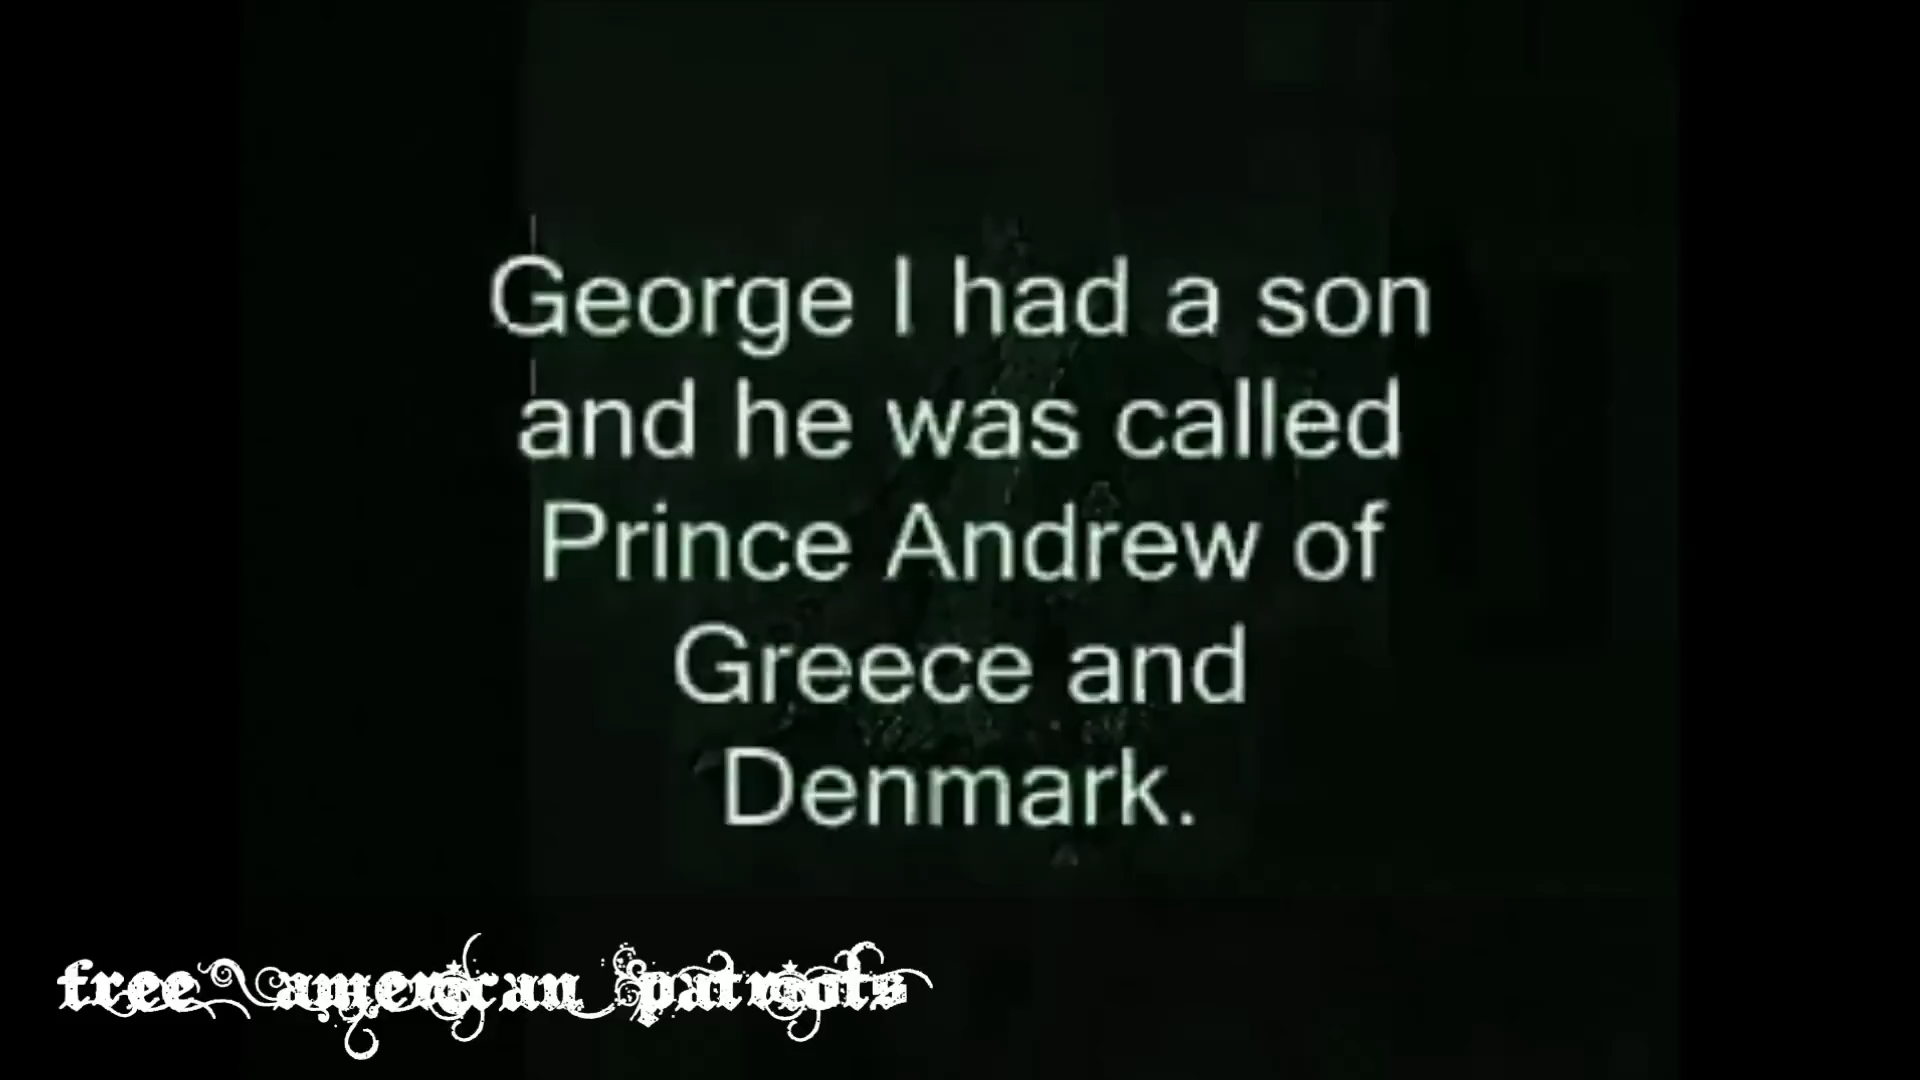 George I had a son
and he was called
Prince Andrew of
Greece and
Denmark.
free american patriots